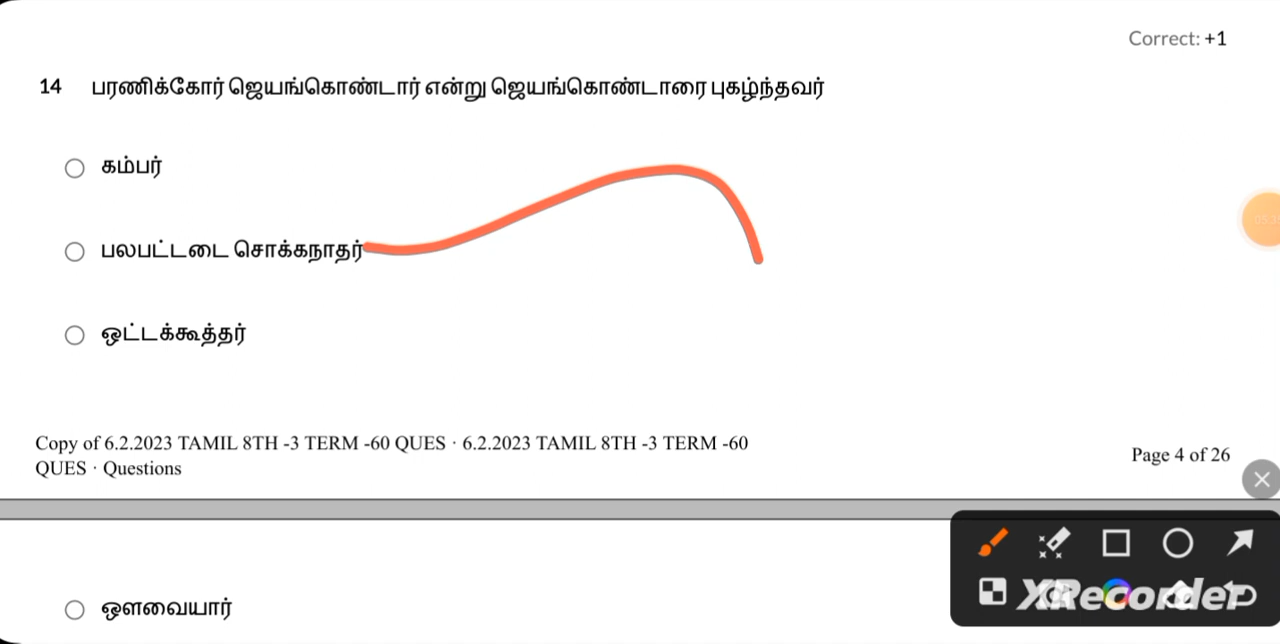 Correct: +1
14 பரணிக்கோர் ஜெயங்கொண்டார் என்று ஜெயங்கொண்டாரை புகழ்ந்தவர்
கம்பர்
பலபட்டடை சொக்கநாதர்
ஒட்டக்கூத்தர்
Copy of 6.2.2023 TAMIL 8TH -3 TERM -60 QUES · 6.2.2023 TAMIL 8TH -3 TERM -60
QUES · Questions
Page 4 of 26
XRecorder
ஔவையார்